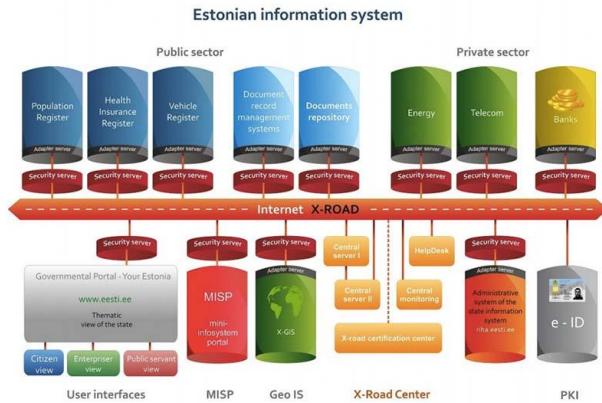 Estonian information system
Public sector
Private sector
Population
Register
Health
Insurance
Register
Vehicle
Register
Document
record
management
systems
Documents
repository
Energy
Telecom
Banks
Adapter server
Adapter server
Adapter server
Adapter server
Adapter server
Adapter server
Adapter server
Adapter server
Security server
Security server
Security server
Security server
Security server
Security server
Security server
Security server
Internet X-ROAD
Security server
Security server
Security server
Central
server I
HelpDesk
Security server
Governmental Portal - Your Estonia
www.eesti.ee
Thematic
view of the state
MISP
mini-
infosystem
portal
Adapter server
X-GIS
Central
server II
Central
monitoring
X-road certification center
Adapter server
Administrative
system of the
state information
system
riha.eesti.ee
e - ID
Citizen
view
Enterpriser
view
Public servant
view
User interfaces
MISP
Geo IS
X-Road Center
PKI